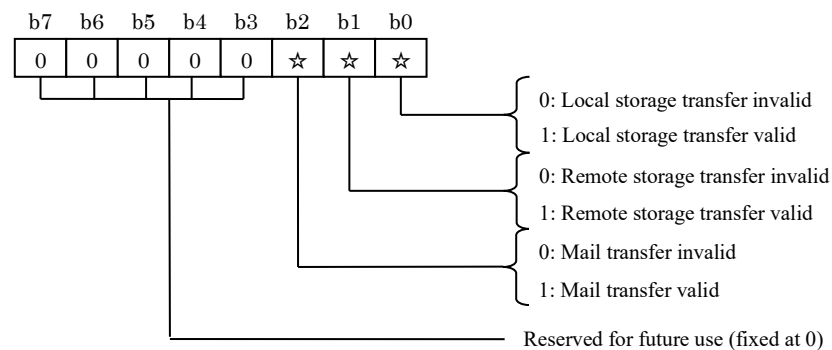 b7 b6 b5 b4 b3 b2 b1 b0
0 0 0 0 0 ☆ ☆ ☆
0: Local storage transfer invalid
1: Local storage transfer valid
0: Remote storage transfer invalid
1: Remote storage transfer valid
0: Mail transfer invalid
1: Mail transfer valid
Reserved for future use (fixed at 0)